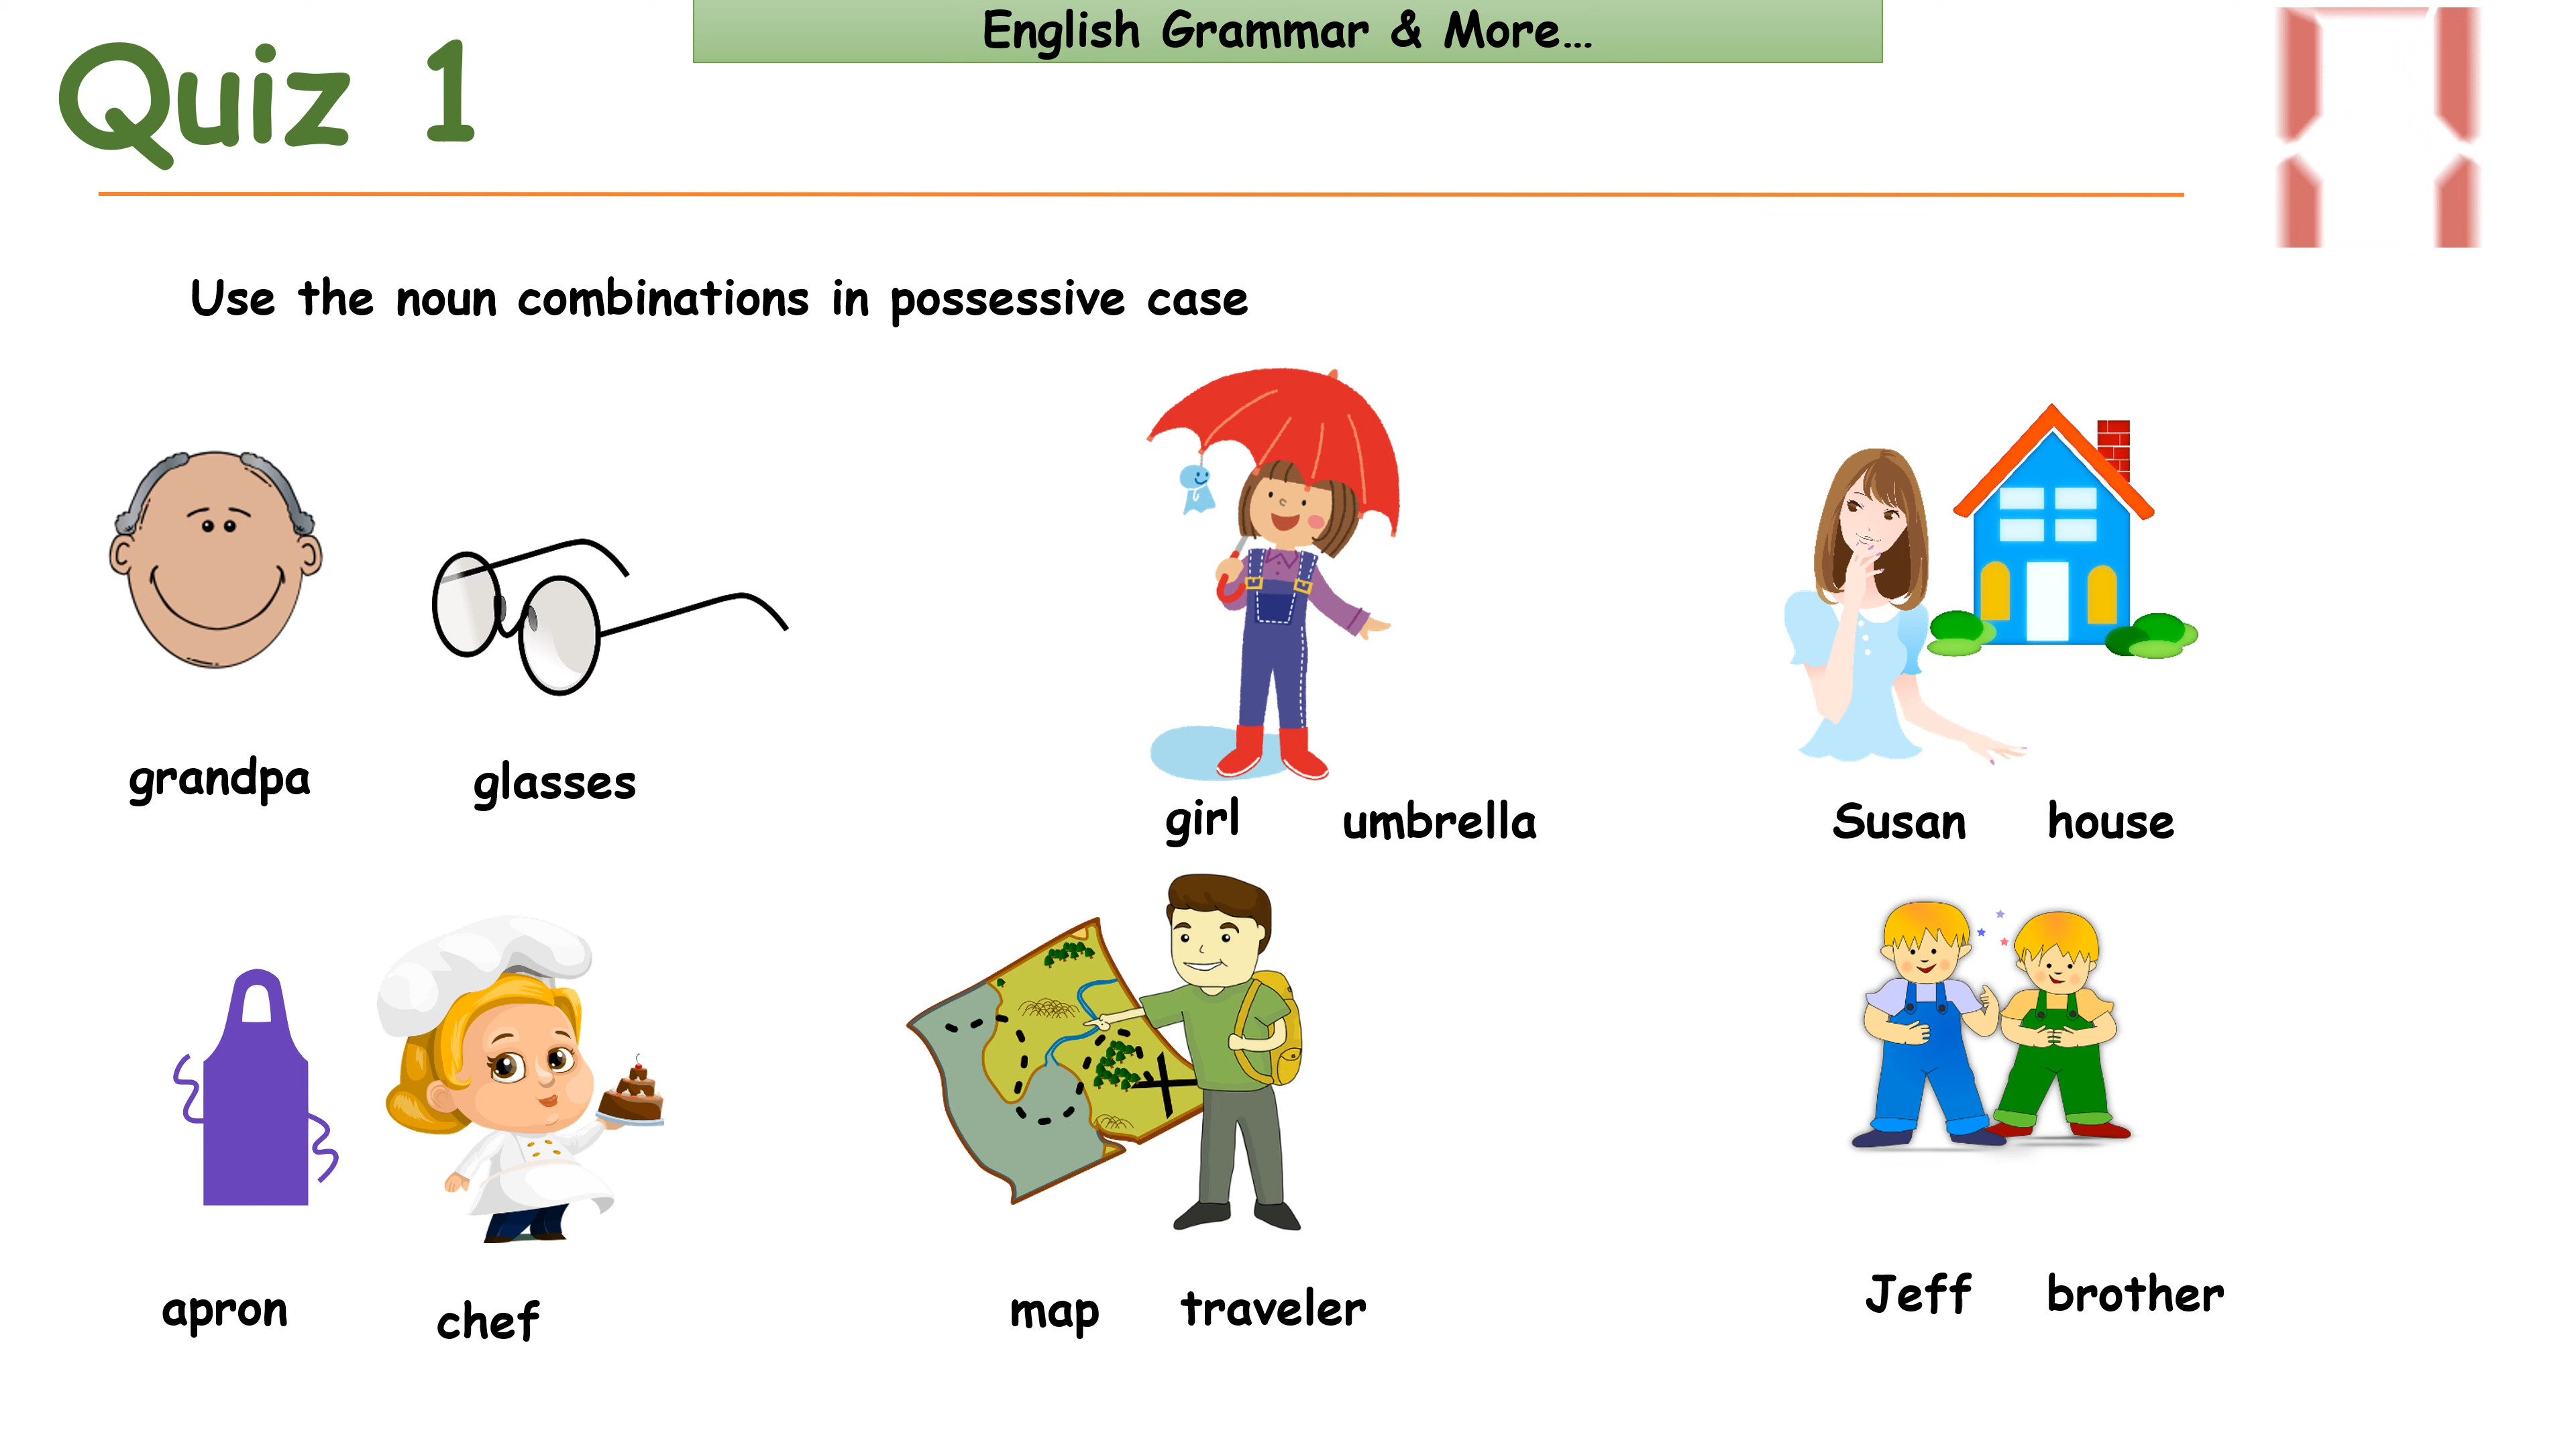 English Grammar & More...
Quiz 1
Use the noun combinations in possessive case
grandpa glasses
girl umbrella
Susan house
apron chef
map traveler
Jeff brother